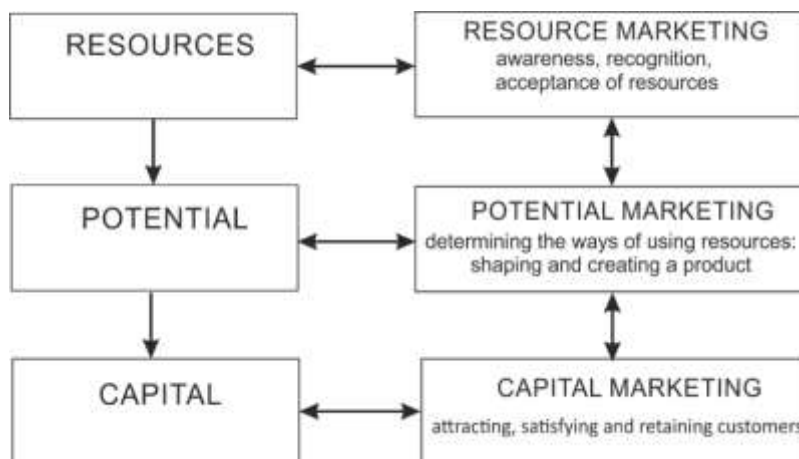 RESOURCES
RESOURCE MARKETING
awareness, recognition,
acceptance of resources
POTENTIAL
POTENTIAL MARKETING
determining the ways of using resources:
shaping and creating a product
CAPITAL
CAPITAL MARKETING
attracting, satisfying and retaining customers